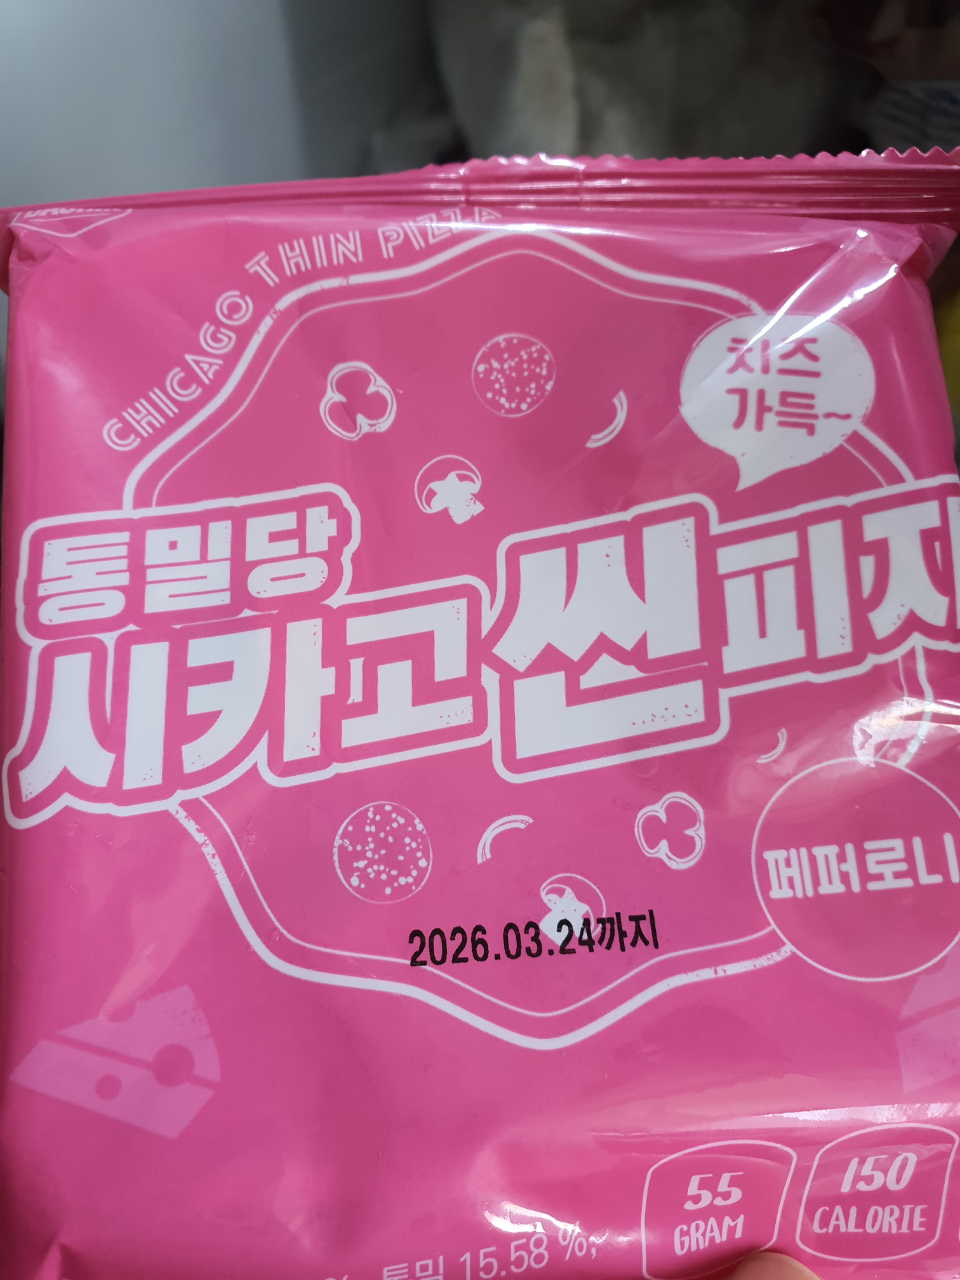 CHICAGO THIN PIZZA
치즈
가득~
통밀당
시카고 씬피자
페퍼로니
2026.03.24까지
55
GRAM
150
CALORIE
통밀 15.58 %,